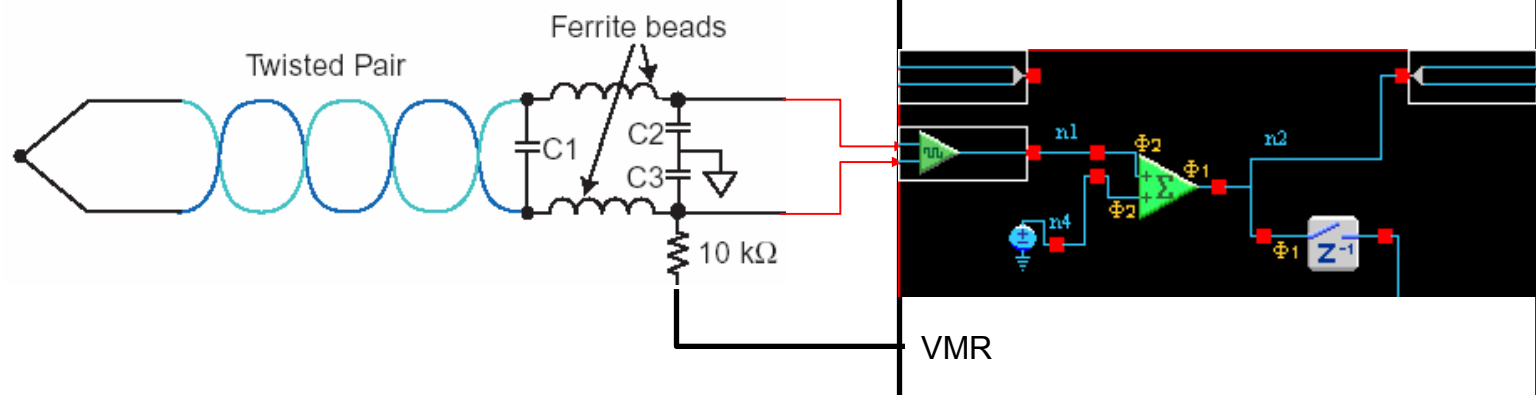 Ferrite beads
Twisted Pair
C1
C2
C3
10 kΩ
n1
Φ2
Φ1
n2
+
Σ
+
Φ2
n4
±
Φ1
Z⁻¹
VMR